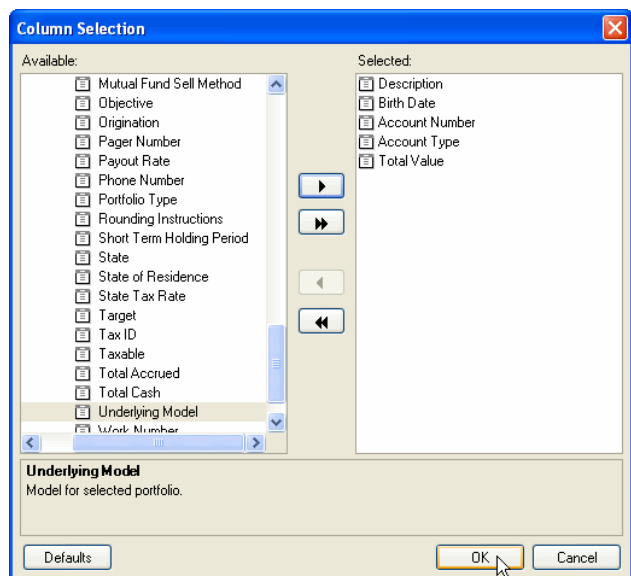 Column Selection
Available:
Mutual Fund Sell Method
Objective
Origination
Pager Number
Payout Rate
Phone Number
Portfolio Type
Rounding Instructions
Short Term Holding Period
State
State of Residence
State Tax Rate
Target
Tax ID
Taxable
Total Accrued
Total Cash
Underlying Model
Work Number
Selected:
Description
Birth Date
Account Number
Account Type
Total Value
Underlying Model
Model for selected portfolio.
Defaults
OK
Cancel